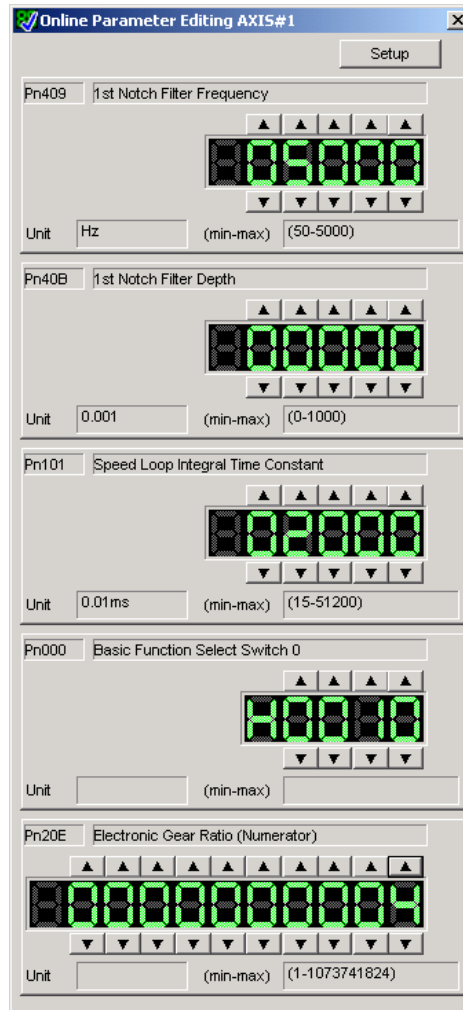 Online Parameter Editing AXIS#1
Setup
Pn409 1st Notch Filter Frequency
05000
Unit Hz (min-max) (50-5000)
Pn40B 1st Notch Filter Depth
00000
Unit 0.001 (min-max) (0-1000)
Pn101 Speed Loop Integral Time Constant
02000
Unit 0.01ms (min-max) (15-51200)
Pn000 Basic Function Select Switch 0
H0010
Unit (min-max)
Pn20E Electronic Gear Ratio (Numerator)
0000000004
Unit (min-max) (1-1073741824)